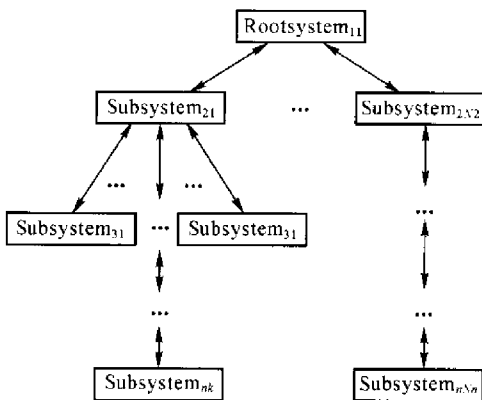 Rootsystem₁₁
Subsystem₂₁ ... Subsystem₂N₂
... ...
Subsystem₃₁ ... Subsystem₃₁ ...
... ...
Subsystemₙₖ SubsystemₙNₙ